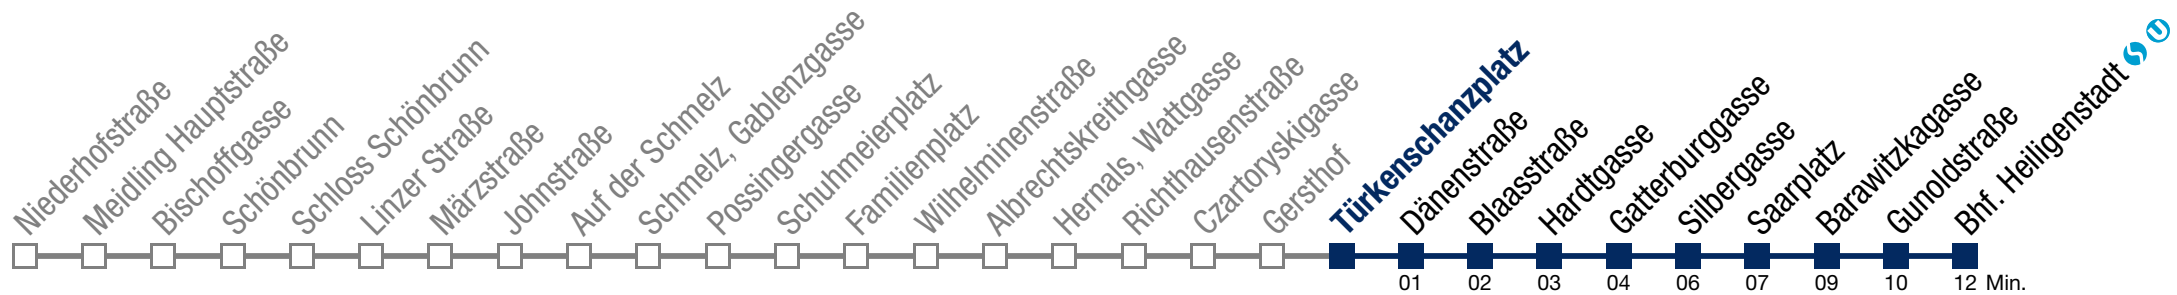 Niederhofstraße
Meidling Hauptstraße
Bischoffgasse
Schönbrunn
Schloss Schönbrunn
Linzer Straße
Märzstraße
Johnstraße
Auf der Schmelz
Schmelz, Gablenzgasse
Possingergasse
Schuhmeierplatz
Familienplatz
Wilhelminenstraße
Albrechtskreithgasse
Hernals, Wattgasse
Richthausenstraße
Czartoryskigasse
Gersthof
Türkenschanzplatz
Dänenstraße
Blaasstraße
Hardtgasse
Gatterburggasse
Silbergasse
Saarplatz
Barawitzkagasse
Gunoldstraße
Bhf. Heiligenstadt S U
01 02 03 04 06 07 09 10 12 Min.